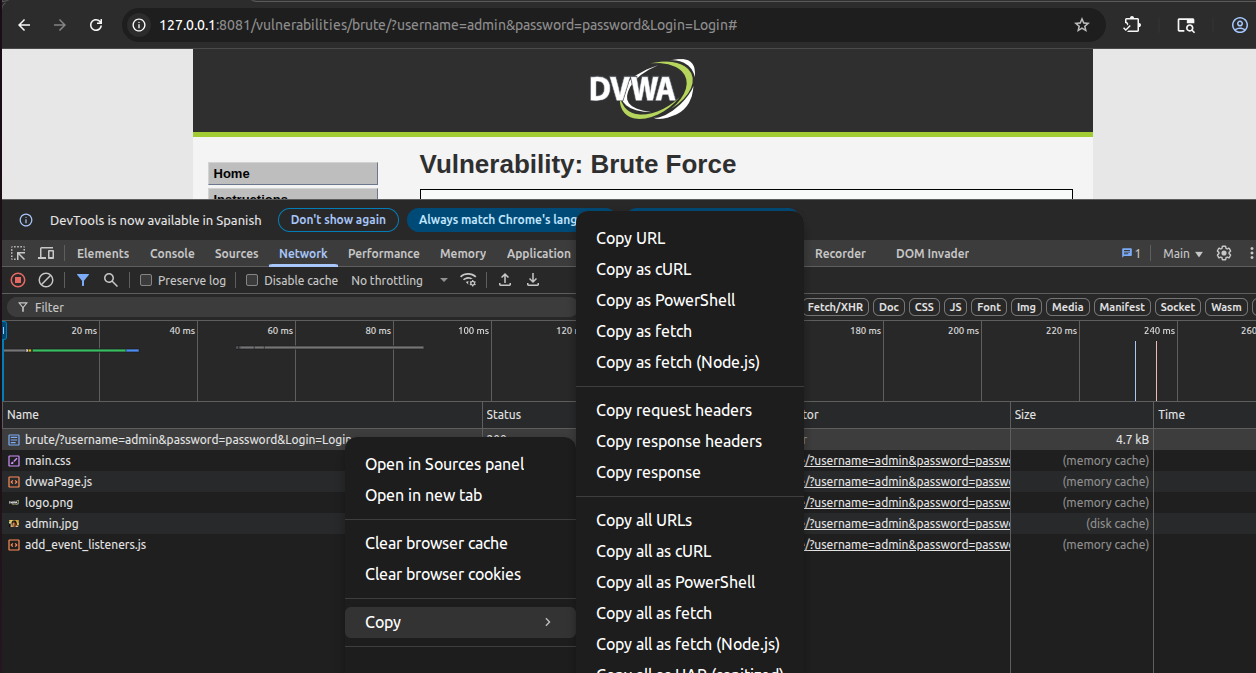 127.0.0.1:8081/vulnerabilities/brute/?username=admin&password=password&Login=Login#
DVWA
Home
Vulnerability: Brute Force
Instructions
DevTools is now available in Spanish
Don't show again
Always match Chrome's lang
Elements
Console
Sources
Network
Performance
Memory
Application
Recorder
DOM Invader
1
Main
Preserve log
Disable cache
No throttling
Filter
Fetch/XHR
Doc
CSS
JS
Font
Img
Media
Manifest
Socket
Wasm
20 ms
40 ms
60 ms
80 ms
100 ms
120
180 ms
200 ms
220 ms
240 ms
260
Name
Status
tor
Size
Time
brute/?username=admin&password=password&Login=Login
200
r
4.7 kB
main.css
/?username=admin&password=passw
(memory cache)
dvwaPage.js
/?username=admin&password=passw
(memory cache)
logo.png
/?username=admin&password=passw
(memory cache)
admin.jpg
/?username=admin&password=passw
(disk cache)
add_event_listeners.js
/?username=admin&password=passw
(memory cache)
Open in Sources panel
Open in new tab
Clear browser cache
Clear browser cookies
Copy
Copy URL
Copy as cURL
Copy as PowerShell
Copy as fetch
Copy as fetch (Node.js)
Copy request headers
Copy response headers
Copy response
Copy all URLs
Copy all as cURL
Copy all as PowerShell
Copy all as fetch
Copy all as fetch (Node.js)
Copy all as HAR (sanitized)